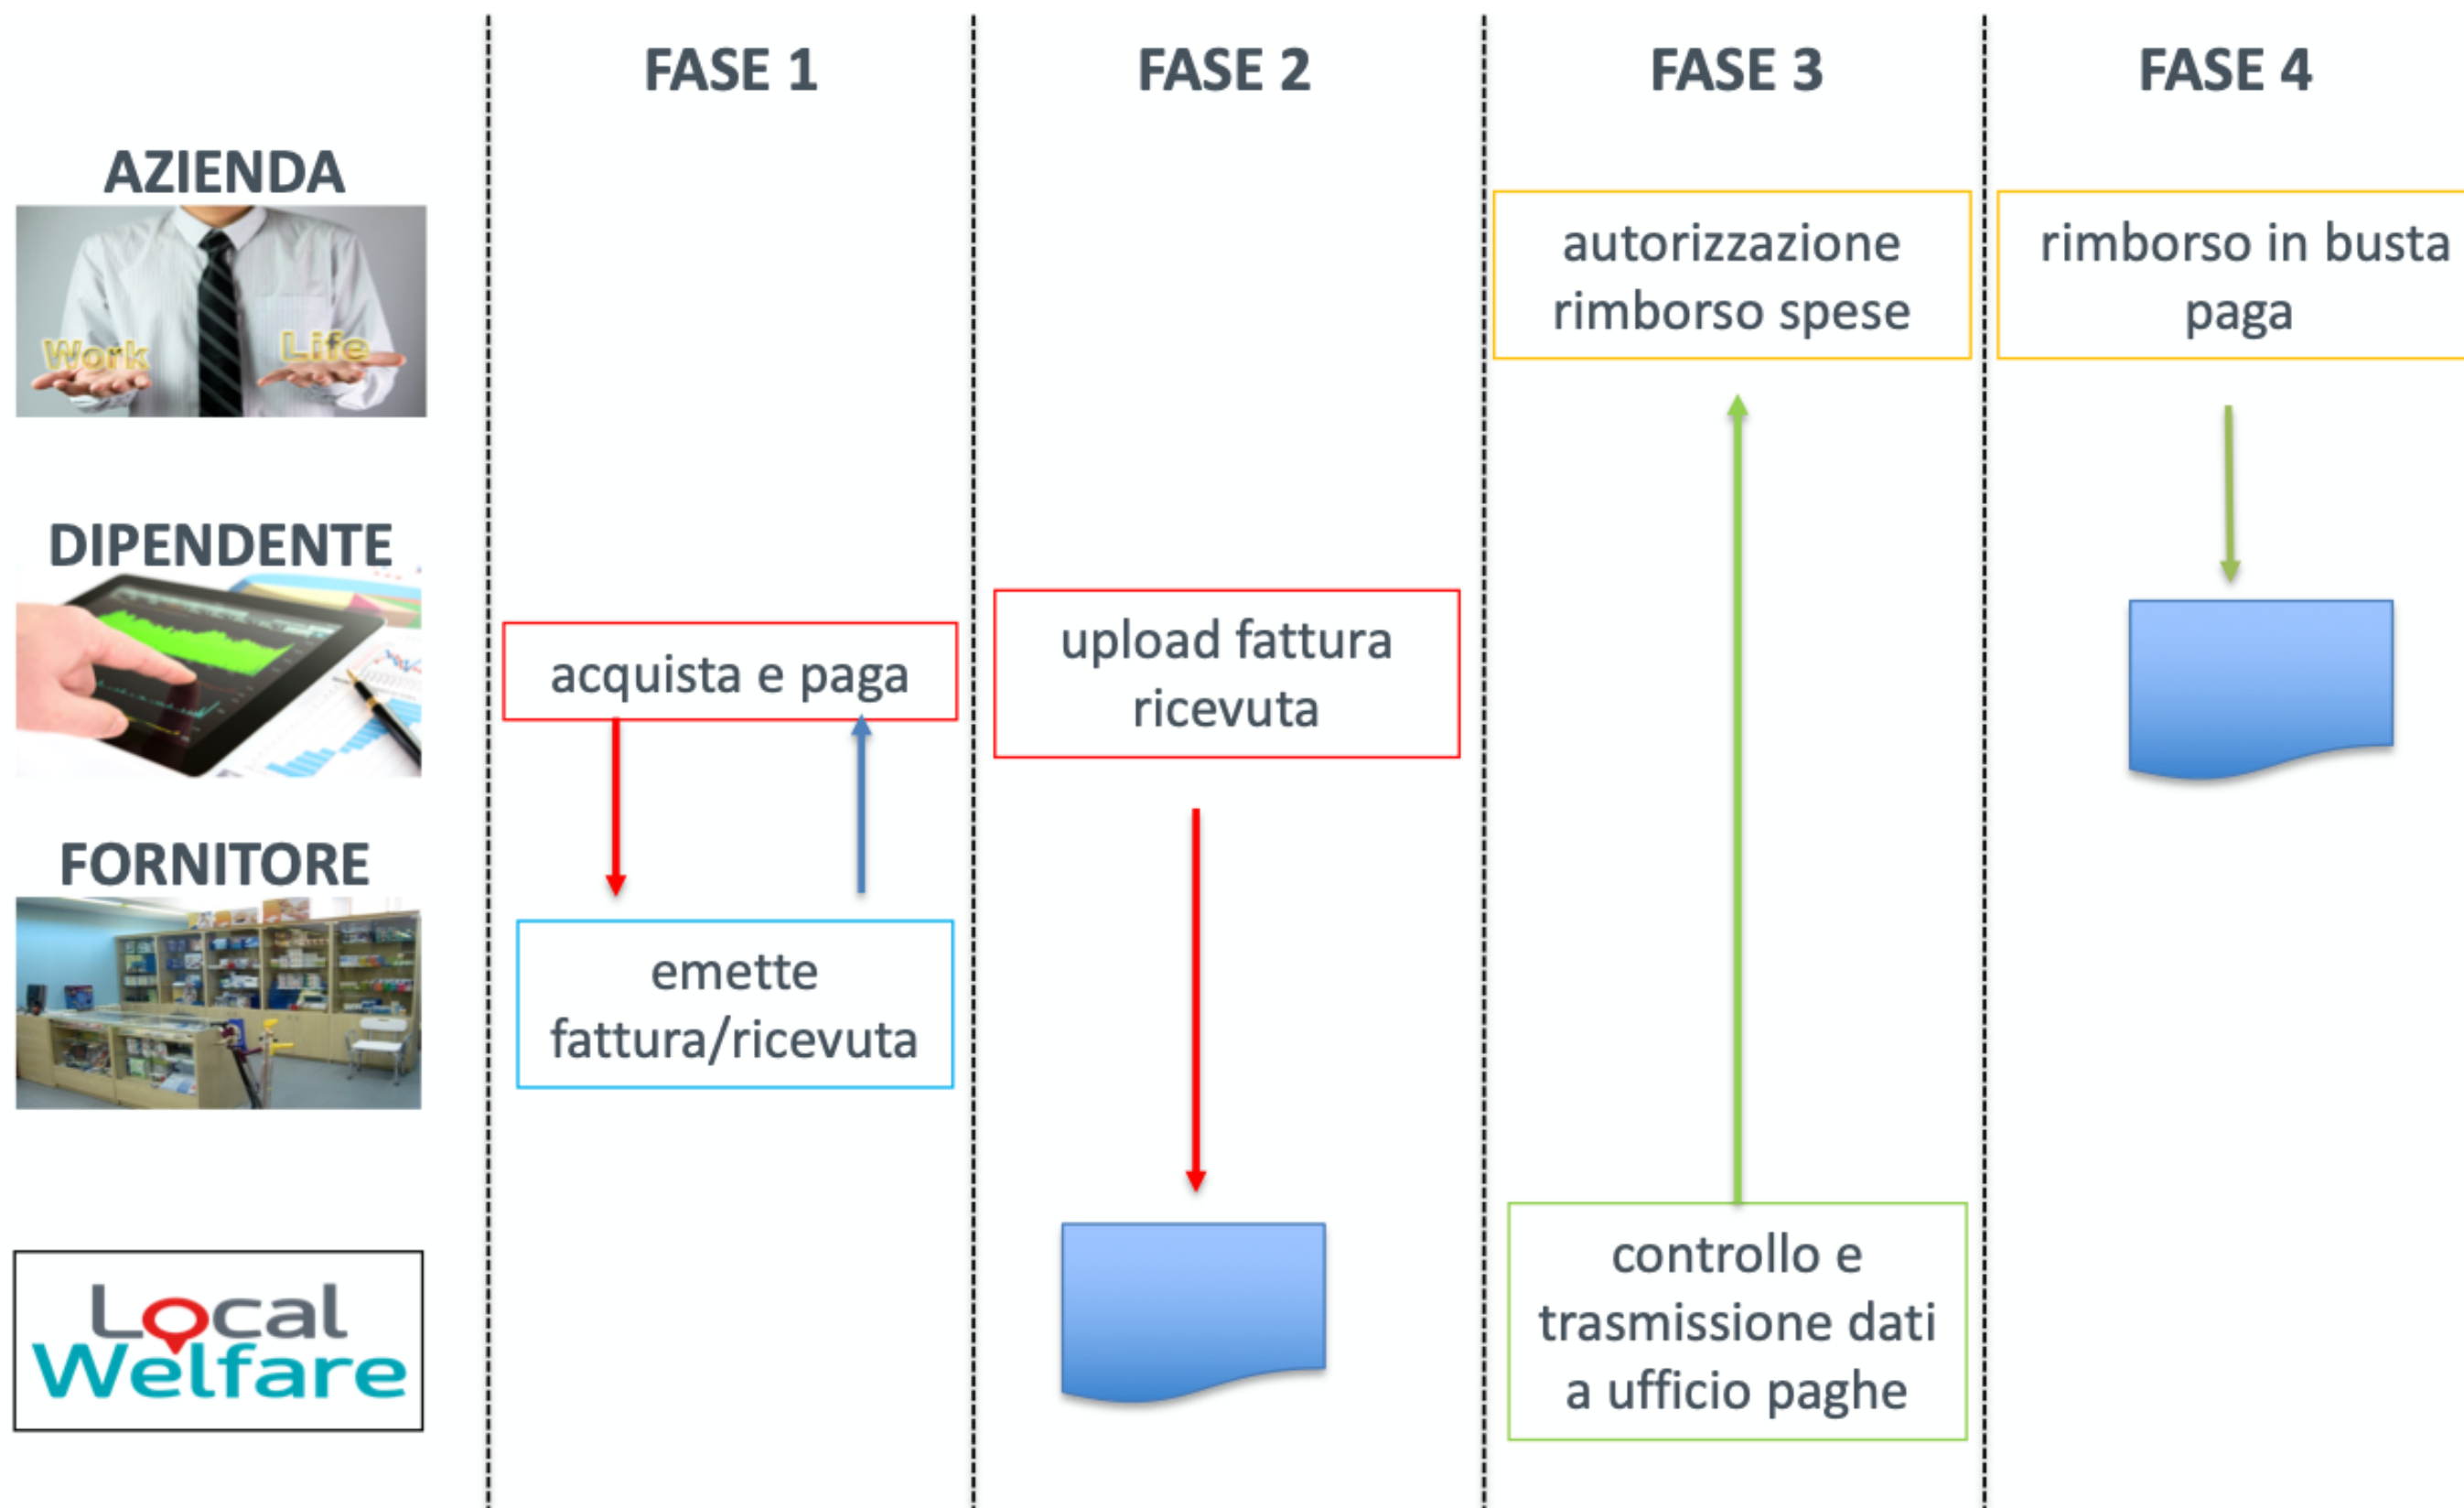 FASE 1
FASE 2
FASE 3
FASE 4
AZIENDA
Work
Life
autorizzazione
rimborso spese
rimborso in busta
paga
DIPENDENTE
acquista e paga
upload fattura
ricevuta
FORNITORE
emette
fattura/ricevuta
Local
Welfare
controllo e
trasmissione dati
a ufficio paghe